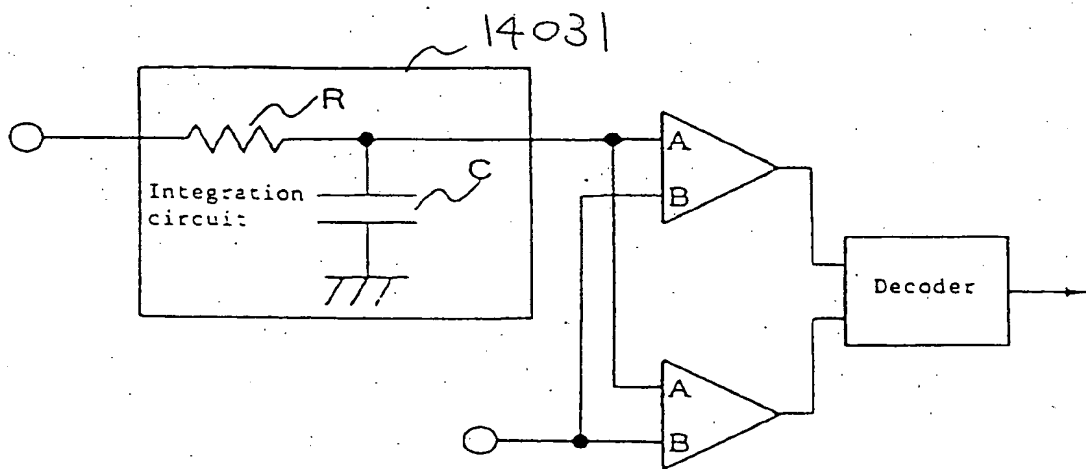 14031
R
C
Integration
circuit
A
B
Decoder
A
B